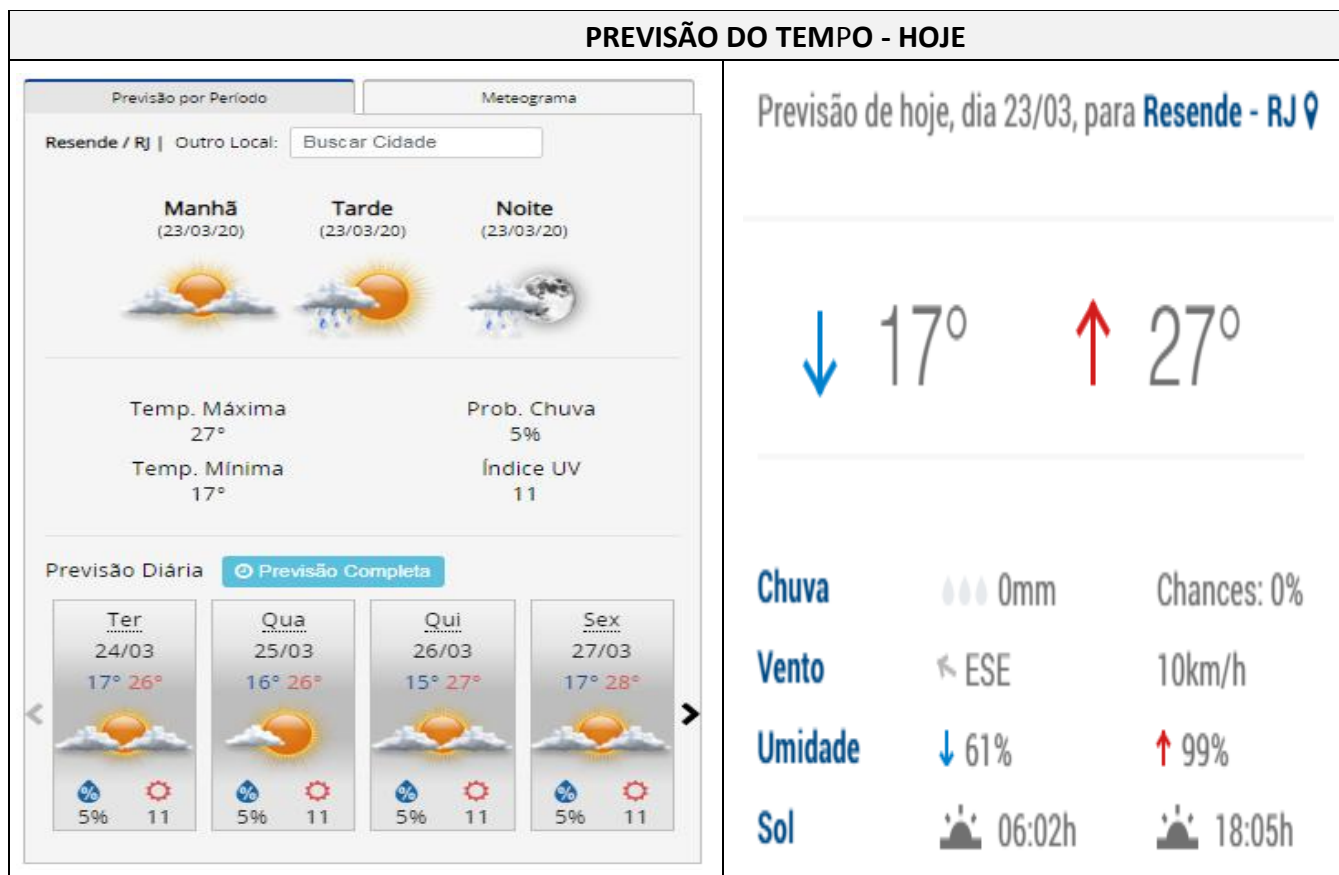 PREVISÃO DO TEMPO - HOJE
Previsão por Período
Meteograma
Resende / RJ | Outro Local: Buscar Cidade
Manhã Tarde Noite
(23/03/20) (23/03/20) (23/03/20)
Temp. Máxima Prob. Chuva
27° 5%
Temp. Mínima Índice UV
17° 11
Previsão Diária Previsão Completa
Ter Qua Qui Sex
24/03 25/03 26/03 27/03
17° 26° 16° 26° 15° 27° 17° 28°
% % % %
5% 11 5% 11 5% 11 5% 11
Previsão de hoje, dia 23/03, para Resende - RJ
17° 27°
Chuva 0mm Chances: 0%
Vento ESE 10km/h
Umidade 61% 99%
Sol 06:02h 18:05h